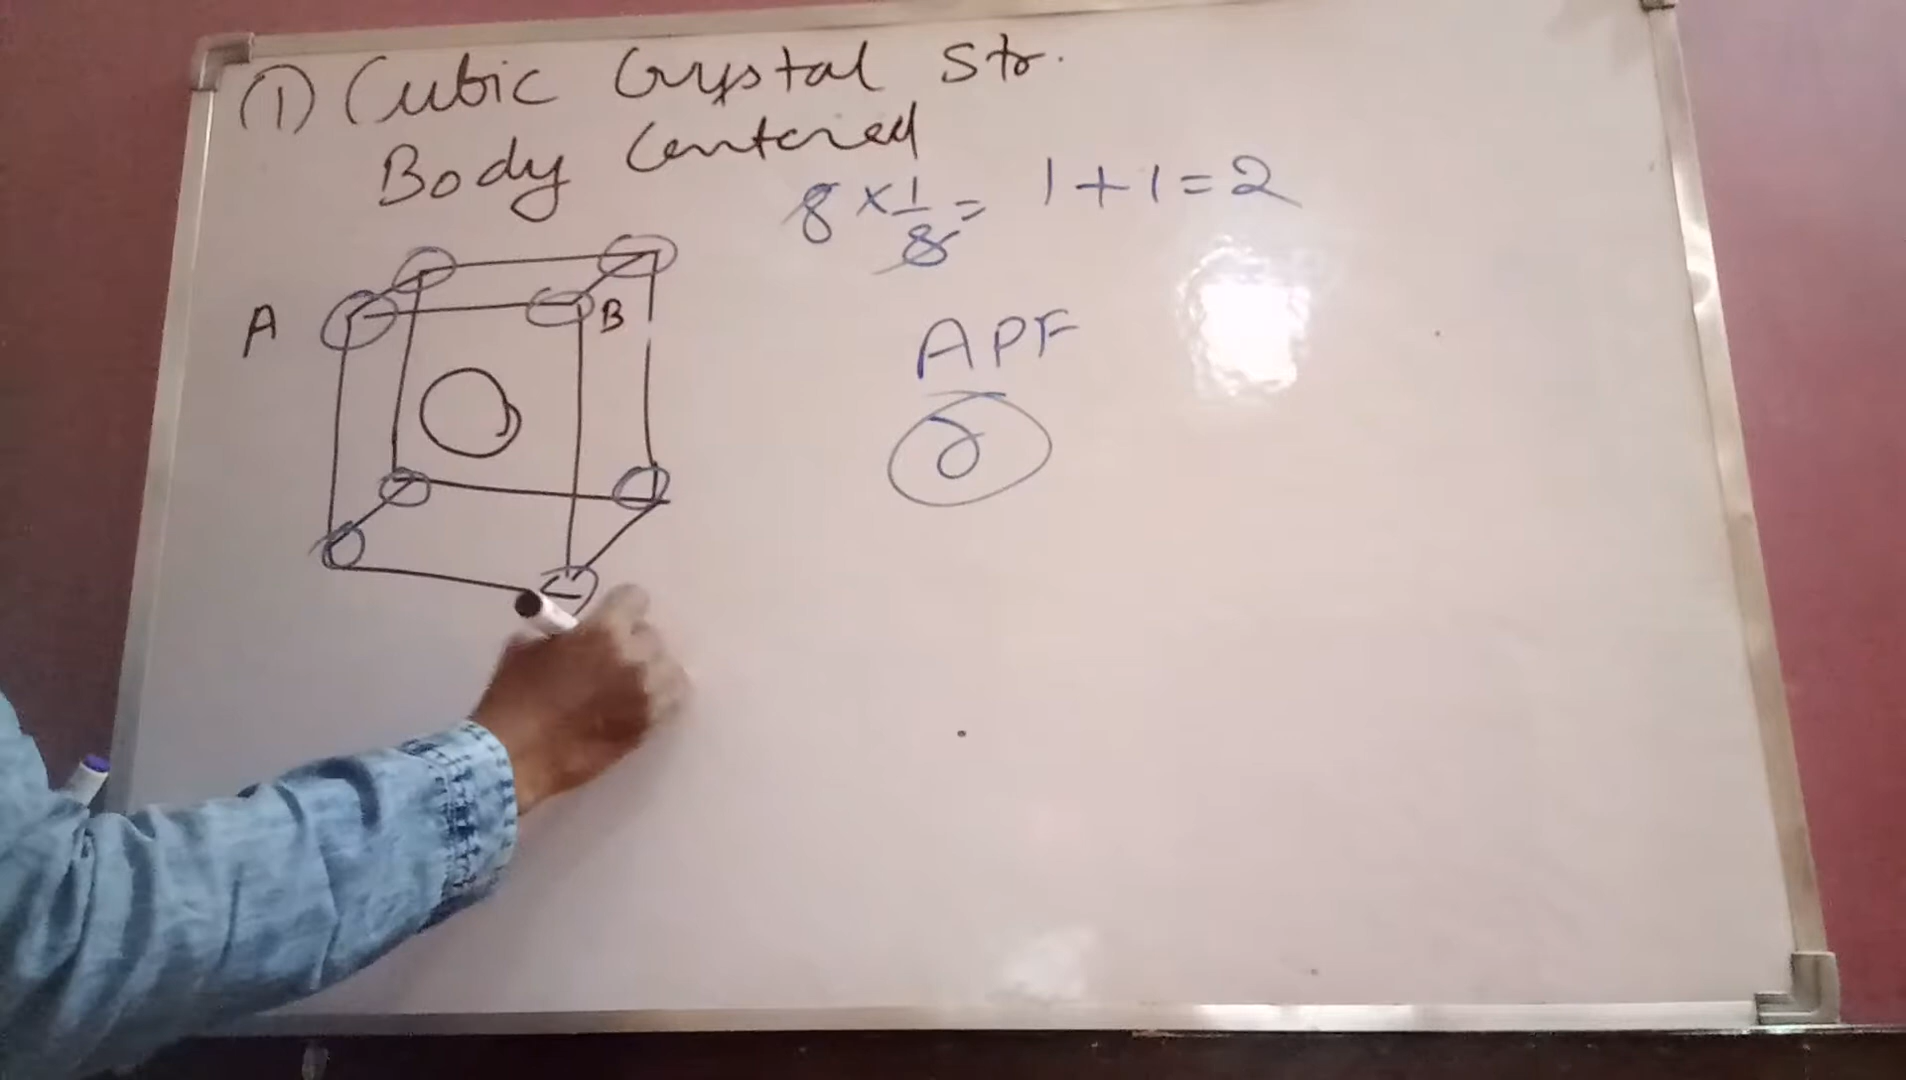 ① Cubic Crystal Str.
Body Centered
8 × 1/8 = 1 + 1 = 2
A
B
APF